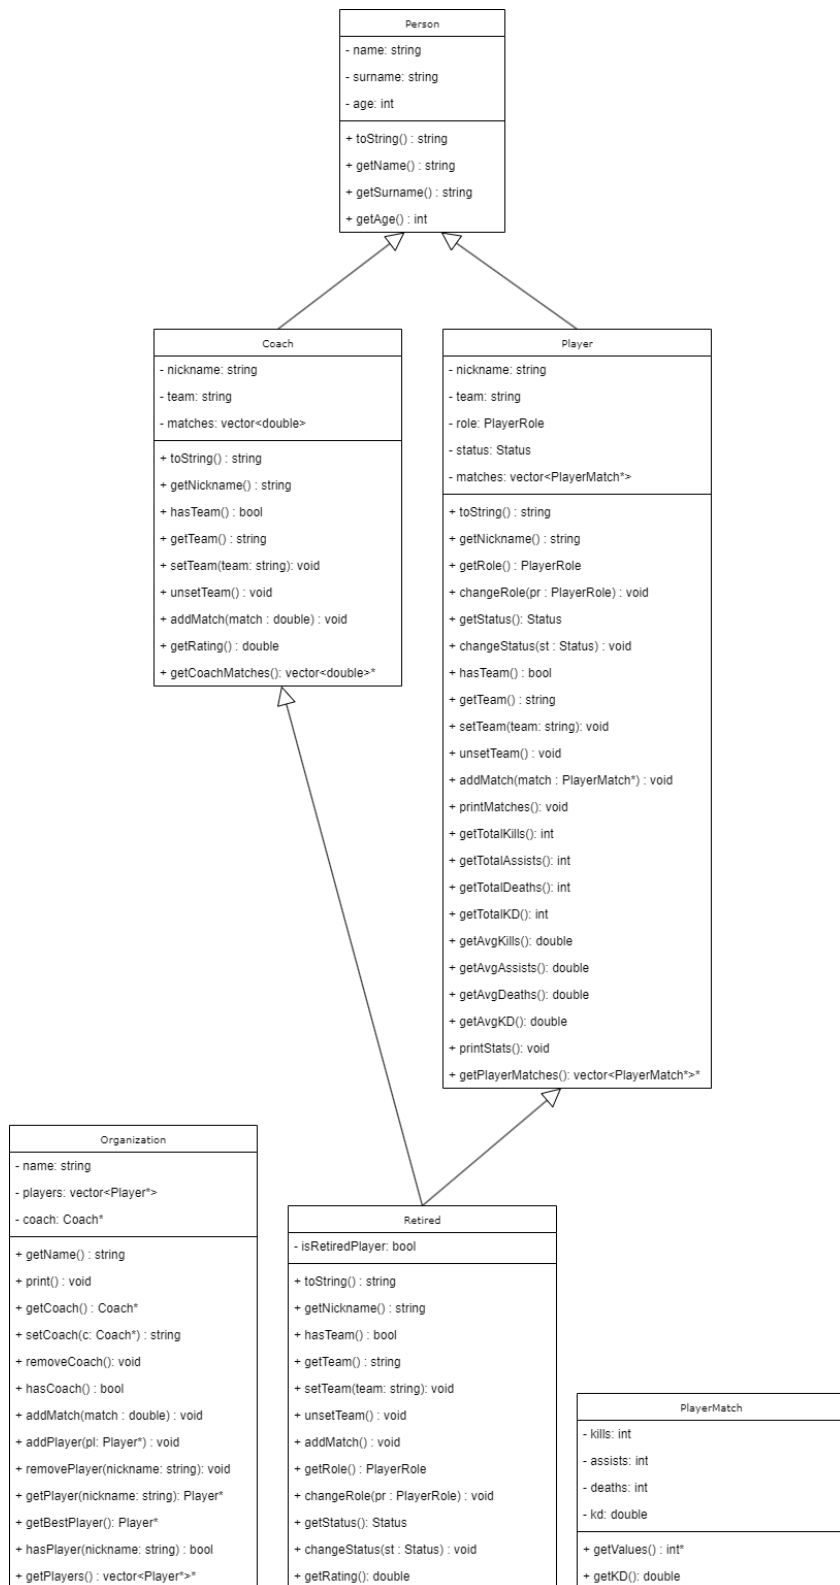 Person
- name: string
- surname: string
- age: int
+ toString() : string
+ getName() : string
+ getSurname() : string
+ getAge() : int
Coach
- nickname: string
- team: string
- matches: vector<double>
+ toString() : string
+ getNickname() : string
+ hasTeam() : bool
+ getTeam() : string
+ setTeam(team: string): void
+ unsetTeam() : void
+ addMatch(match : double) : void
+ getRating() : double
+ getCoachMatches(): vector<double>*
Player
- nickname: string
- team: string
- role: PlayerRole
- status: Status
- matches: vector<PlayerMatch*>
+ toString() : string
+ getNickname() : string
+ getRole() : PlayerRole
+ changeRole(pr : PlayerRole) : void
+ getStatus(): Status
+ changeStatus(st : Status) : void
+ hasTeam() : bool
+ getTeam() : string
+ setTeam(team: string): void
+ unsetTeam() : void
+ addMatch(match : PlayerMatch*) : void
+ printMatches(): void
+ getTotalKills(): int
+ getTotalAssists(): int
+ getTotalDeaths(): int
+ getTotalKD(): int
+ getAvgKills(): double
+ getAvgAssists(): double
+ getAvgDeaths(): double
+ getAvgKD(): double
+ printStats(): void
+ getPlayerMatches(): vector<PlayerMatch*>*
Organization
- name: string
- players: vector<Player*>
- coach: Coach*
+ getName() : string
+ print() : void
+ getCoach() : Coach*
+ setCoach(c: Coach*) : string
+ removeCoach(): void
+ hasCoach() : bool
+ addMatch(match : double) : void
+ addPlayer(pl: Player*) : void
+ removePlayer(nickname: string): void
+ getPlayer(nickname: string): Player*
+ getBestPlayer(): Player*
+ hasPlayer(nickname: string) : bool
+ getPlayers() : vector<Player*>*
Retired
- isRetiredPlayer: bool
+ toString() : string
+ getNickname() : string
+ hasTeam() : bool
+ getTeam() : string
+ setTeam(team: string): void
+ unsetTeam() : void
+ addMatch() : void
+ getRole() : PlayerRole
+ changeRole(pr : PlayerRole) : void
+ getStatus(): Status
+ changeStatus(st : Status) : void
+ getRating(): double
PlayerMatch
- kills: int
- assists: int
- deaths: int
- kd: double
+ getValues() : int*
+ getKD(): double